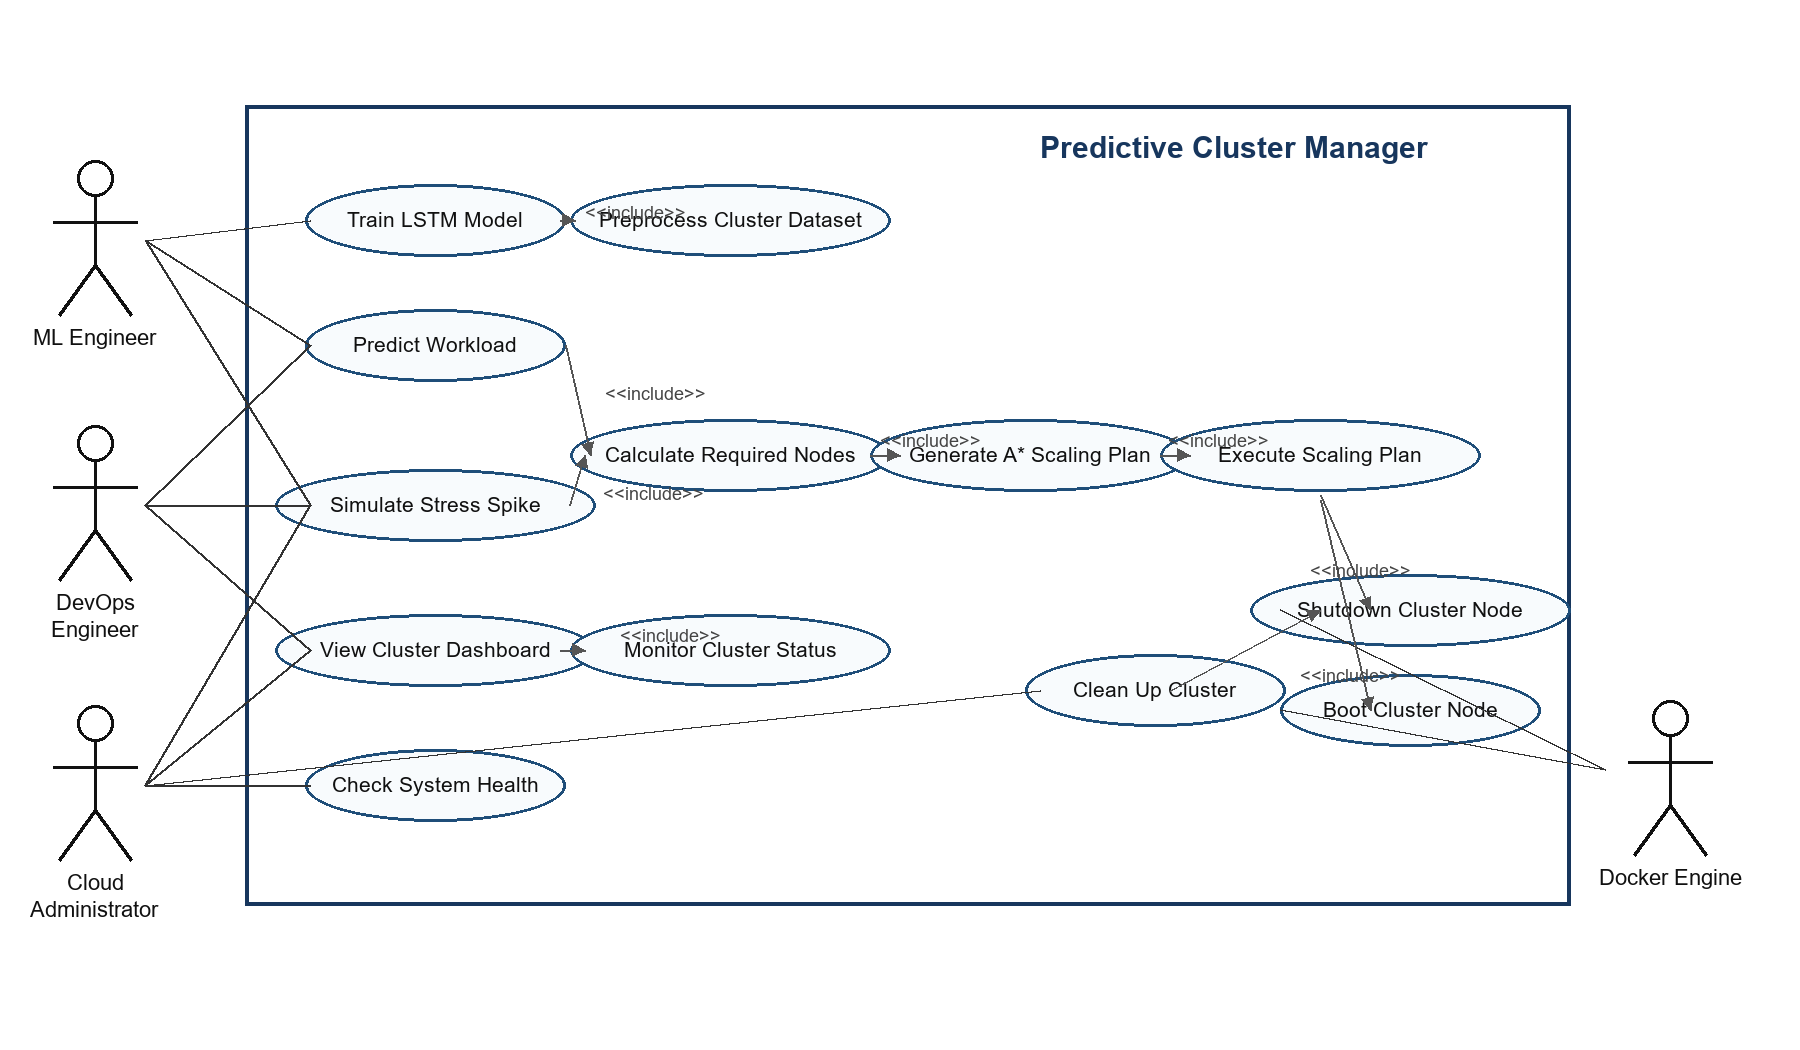 Predictive Cluster Manager
Train LSTM Model
<<include>>
Preprocess Cluster Dataset
ML Engineer
Predict Workload
<<include>>
Calculate Required Nodes
<<include>>
Generate A* Scaling Plan
<<include>>
Execute Scaling Plan
<<include>>
Simulate Stress Spike
DevOps
Engineer
<<include>>
Shutdown Cluster Node
View Cluster Dashboard
<<include>>
Monitor Cluster Status
Clean Up Cluster
<<include>>
Boot Cluster Node
Check System Health
Cloud
Administrator
Docker Engine